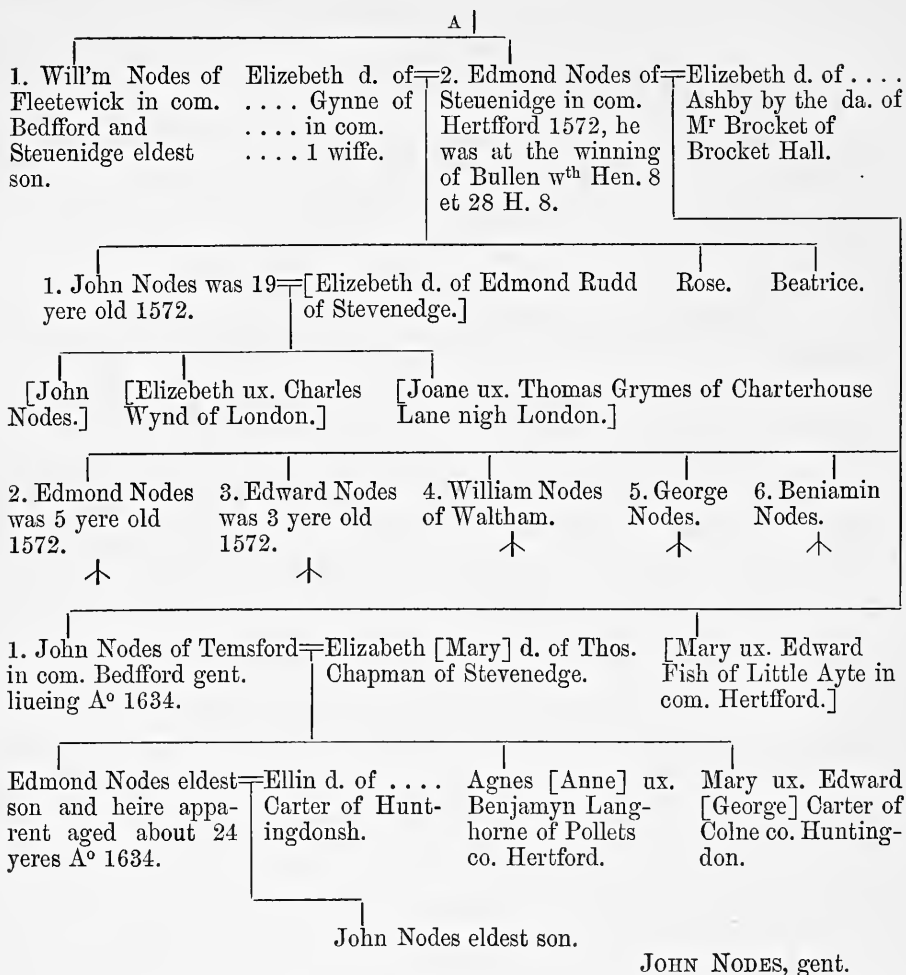 A
1. Will'm Nodes of
Fleetewick in com.
Bedfford and
Steuenidge eldest
son.
Elizebeth d. of
. . . . Gynne of
. . . . in com.
. . . . 1 wiffe.
2. Edmond Nodes of
Steuenidge in com.
Hertfford 1572, he
was at the winning
of Bullen wth Hen. 8
et 28 H. 8.
Elizebeth d. of . . . .
Ashby by the da. of
Mr Brocket of
Brocket Hall.
1. John Nodes was 19
yere old 1572.
[Elizebeth d. of Edmond Rudd
of Stevenedge.]
Rose.
Beatrice.
[John
Nodes.]
[Elizebeth ux. Charles
Wynd of London.]
[Joane ux. Thomas Grymes of Charterhouse
Lane nigh London.]
2. Edmond Nodes
was 5 yere old
1572.
3. Edward Nodes
was 3 yere old
1572.
4. William Nodes
of Waltham.
5. George
Nodes.
6. Beniamin
Nodes.
1. John Nodes of Temsford
in com. Bedfford gent.
liueing Ao 1634.
Elizabeth [Mary] d. of Thos.
Chapman of Stevenedge.
[Mary ux. Edward
Fish of Little Ayte in
com. Hertfford.]
Edmond Nodes eldest
son and heire appa-
rent aged about 24
yeres Ao 1634.
Ellin d. of . . . .
Carter of Hunt-
ingdonsh.
Agnes [Anne] ux.
Benjamyn Lang-
horne of Pollets
co. Hertford.
Mary ux. Edward
[George] Carter of
Colne co. Hunting-
don.
John Nodes eldest son.
JOHN NODES, gent.